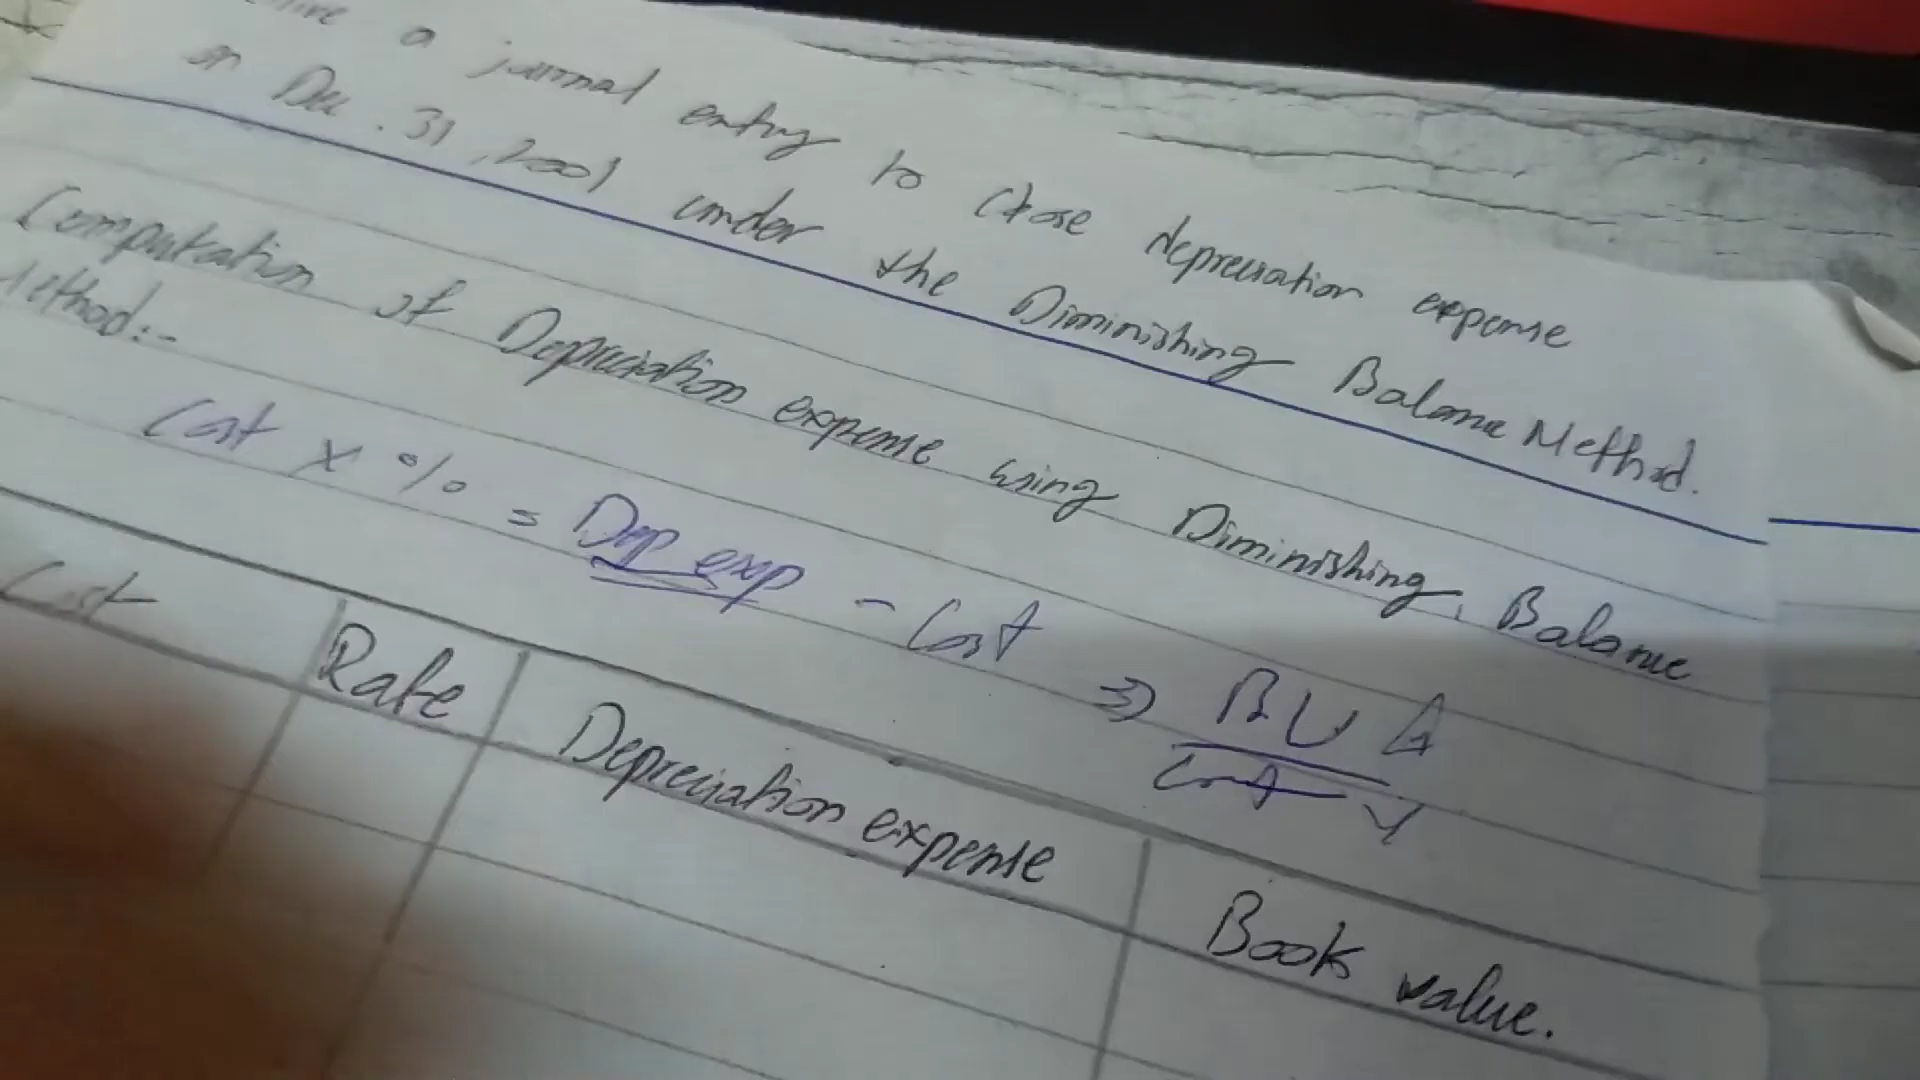 a journal entry to close depreciation expense
on Dec. 31, 2001 under the Diminishing Balance Method.
Computation of Depreciation expense using Diminishing Balance
Method:-
Cost x % = Dep exp - Cost ⇒ B V
Cost
Cost Rate Depreciation expense Book value.